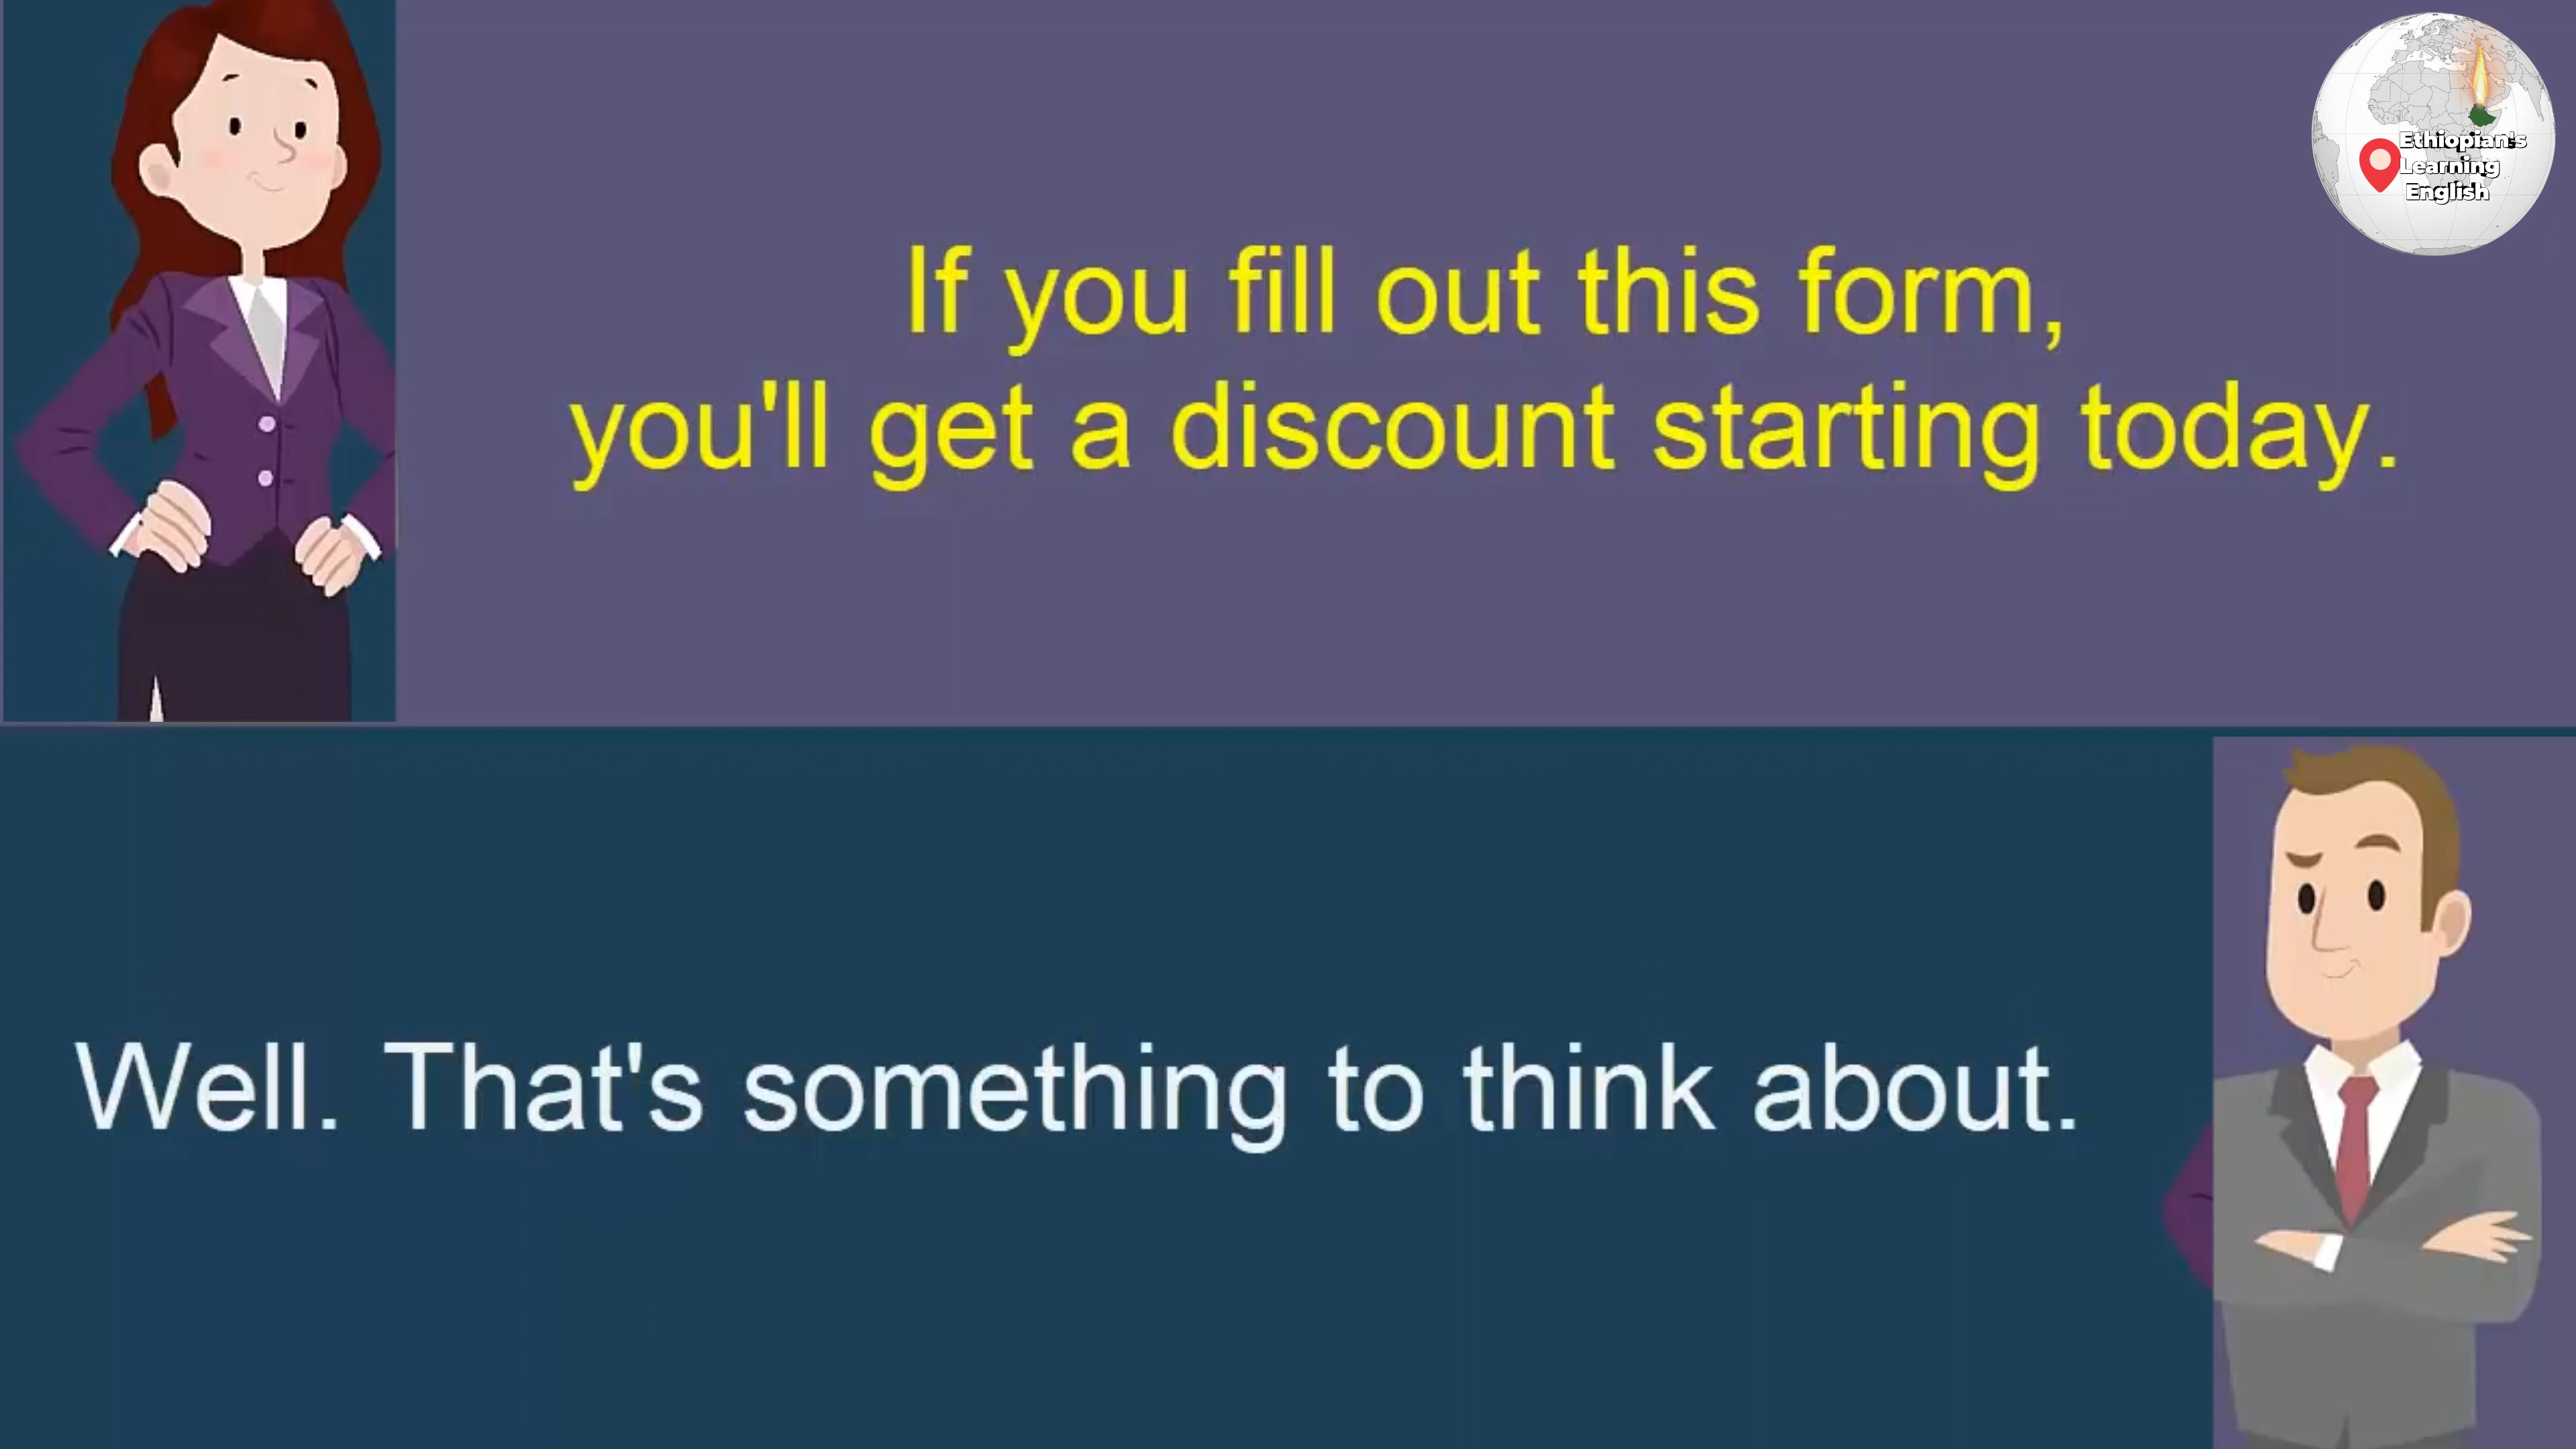 Ethiopian's
Learning
English
If you fill out this form,
you'll get a discount starting today.
Well. That's something to think about.